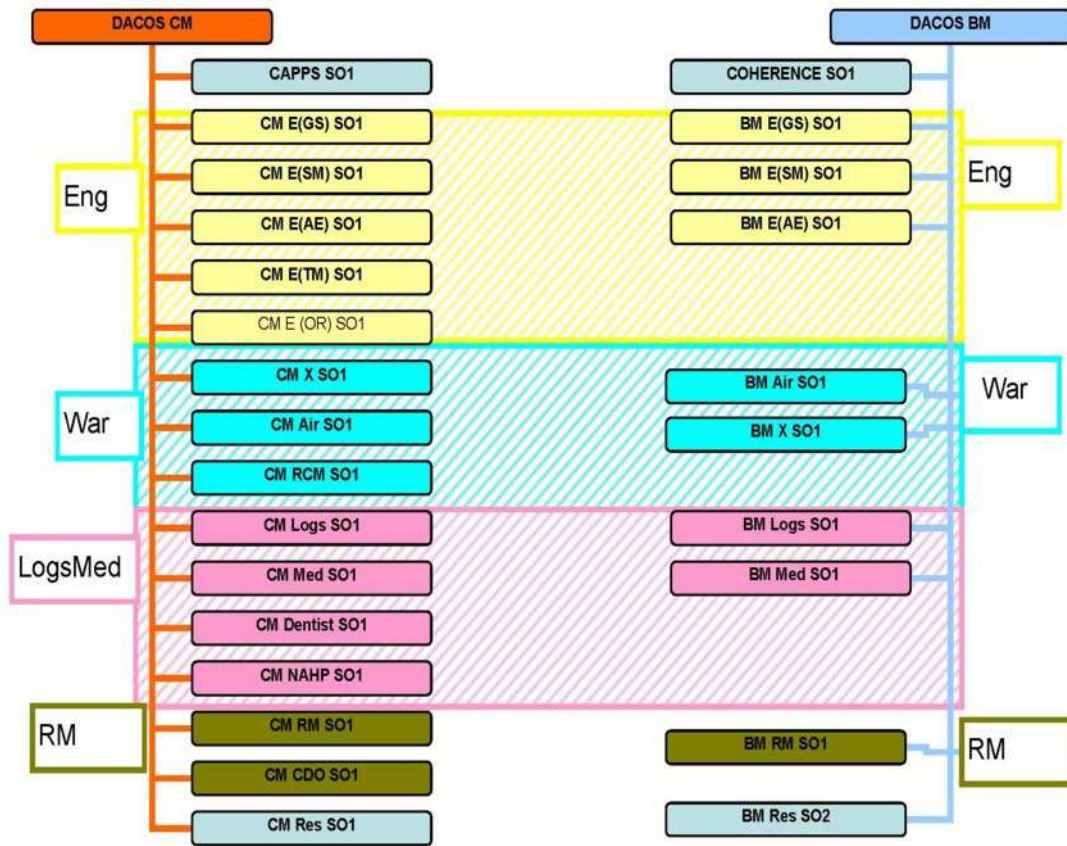 DACOS CM
DACOS BM
CAPPS SO1
COHERENCE SO1
CM E(GS) SO1
BM E(GS) SO1
Eng
CM E(SM) SO1
BM E(SM) SO1
Eng
CM E(AE) SO1
BM E(AE) SO1
CM E(TM) SO1
CM E (OR) SO1
CM X SO1
BM Air SO1
War
War
CM Air SO1
BM X SO1
CM RCM SO1
CM Logs SO1
BM Logs SO1
LogsMed
CM Med SO1
BM Med SO1
CM Dentist SO1
CM NAHP SO1
RM
CM RM SO1
BM RM SO1
RM
CM CDO SO1
CM Res SO1
BM Res SO2